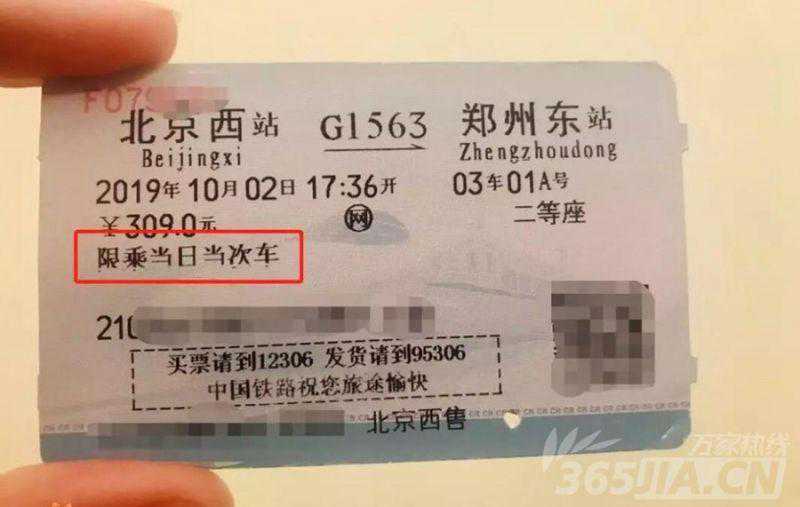 F079
北京西站 G1563 郑州东站
Beijingxi Zhengzhoudong
2019年10月02日17:36开 03车01A号
￥309.0元 网 二等座
限乘当日当次车
210
买票请到12306 发货请到95306
中国铁路祝您旅途愉快
北京西售
万家热线
365JIA.CN